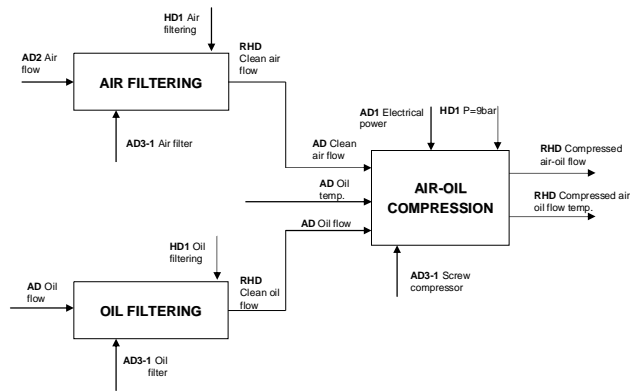 HD1 Air
filtering
AD2 Air
flow
AIR FILTERING
RHD
Clean air
flow
AD3-1 Air filter
AD1 Electrical
power
HD1 P=9bar
AD Clean
air flow
AD Oil
temp.
AD Oil flow
AIR-OIL
COMPRESSION
RHD Compressed
air-oil flow
RHD Compressed air
oil flow temp.
AD3-1 Screw
compressor
HD1 Oil
filtering
AD Oil
flow
OIL FILTERING
RHD
Clean oil
flow
AD3-1 Oil
filter